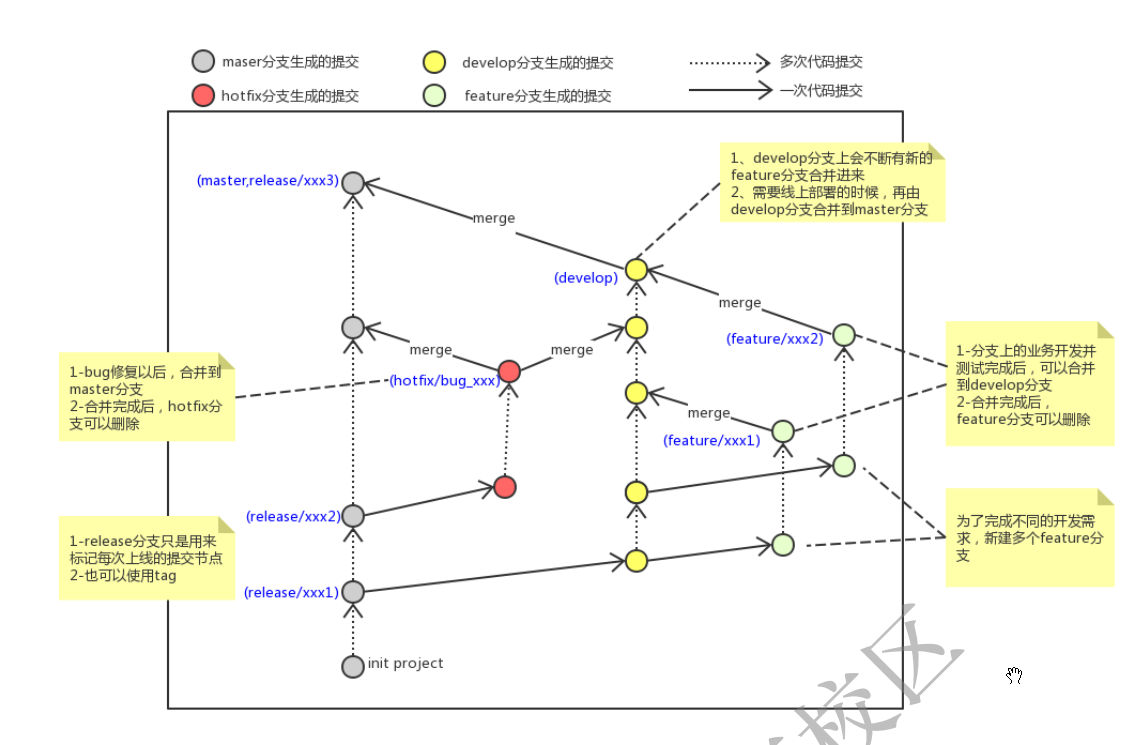 maser分支生成的提交
develop分支生成的提交
多次代码提交
hotfix分支生成的提交
feature分支生成的提交
一次代码提交
1、develop分支上会不断有新的
feature分支合并进来
2、需要线上部署的时候，再由
develop分支合并到master分支
(master,release/xxx3)
merge
(develop)
merge
(feature/xxx2)
merge
merge
1-分支上的业务开发并
测试完成后，可以合并
到develop分支
2-合并完成后，
feature分支可以删除
1-bug修复以后，合并到
master分支
2-合并完成后，hotfix分
支可以删除
(hotfix/bug_xxx)
merge
(feature/xxx1)
(release/xxx2)
为了完成不同的开发需
求，新建多个feature分
支
1-release分支只是用来
标记每次上线的提交节点
2-也可以使用tag
(release/xxx1)
init project
校区